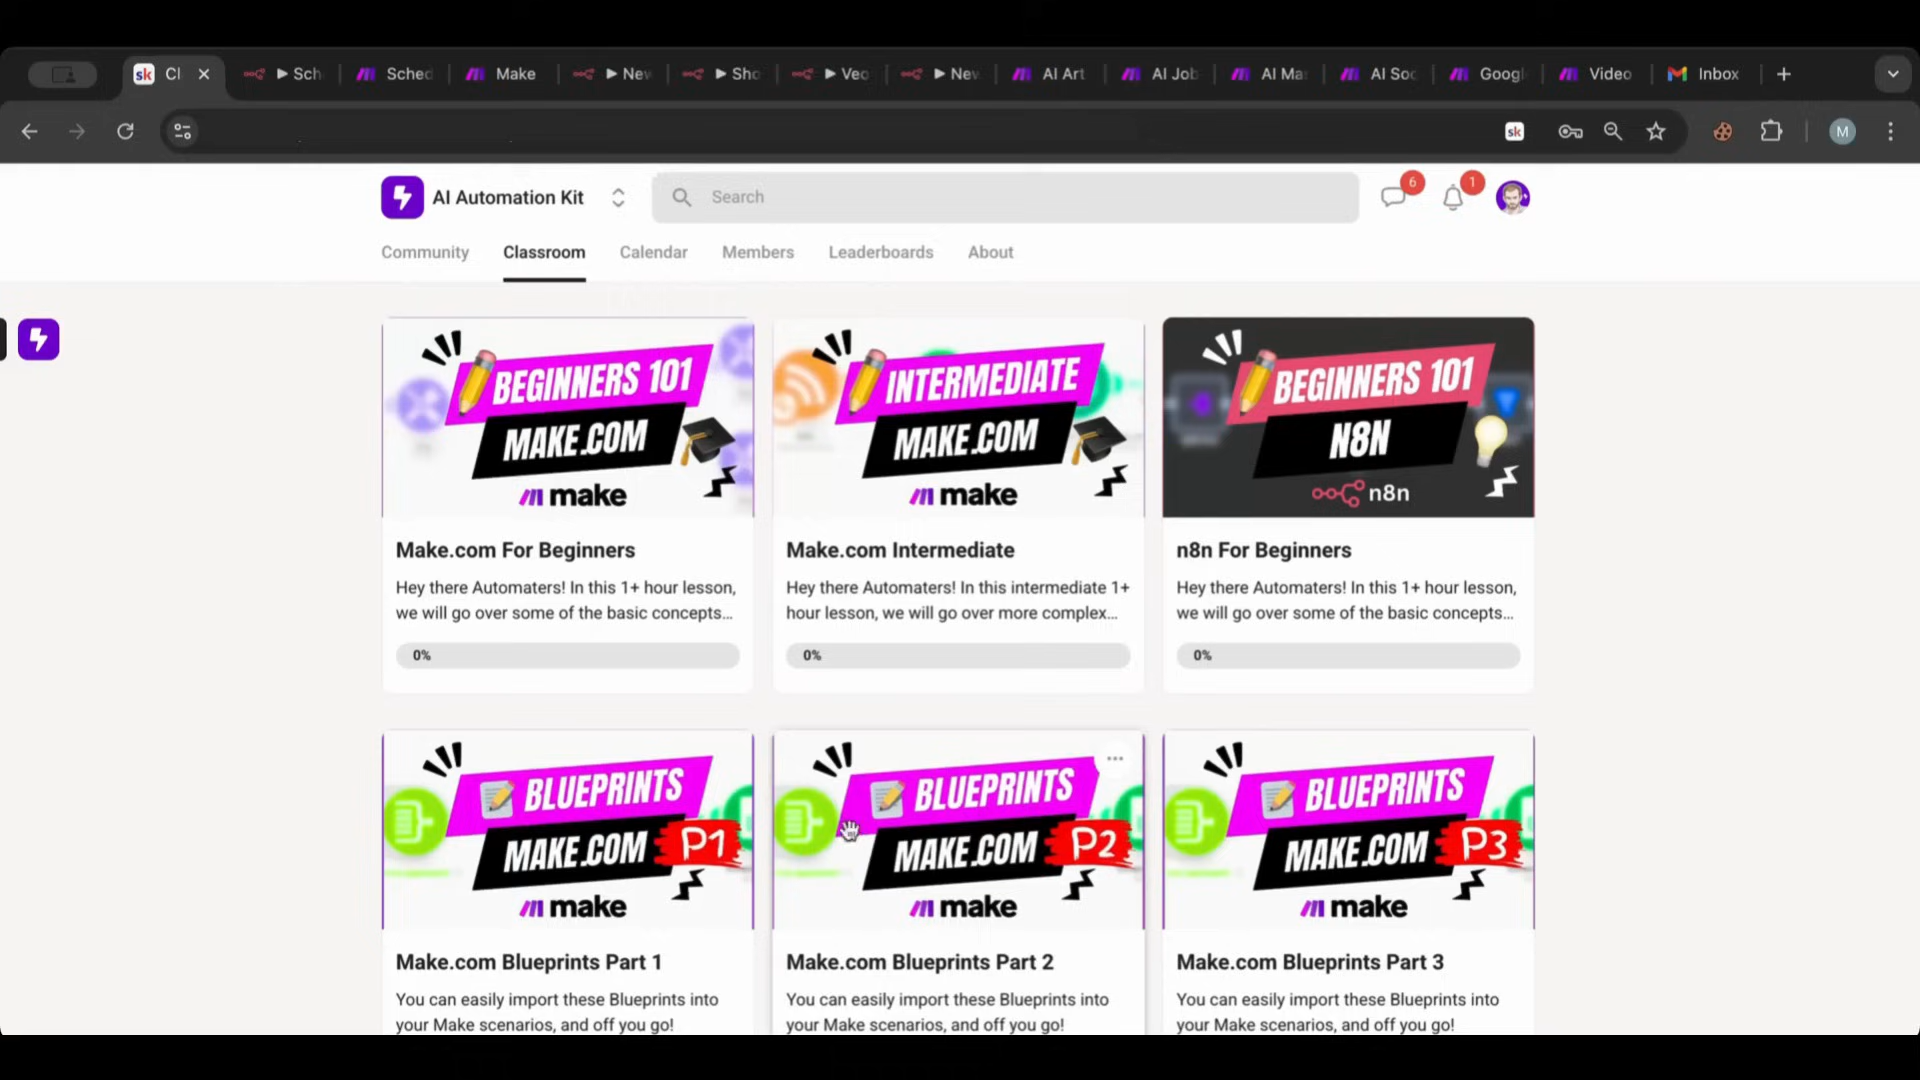 sk Cl
Sch
Sched
Make
New
Sho
Veo
New
AI Art
AI Job
AI Ma
AI Soc
Googl
Video
Inbox
sk
M
AI Automation Kit
Search
6
1
Community
Classroom
Calendar
Members
Leaderboards
About
BEGINNERS 101
MAKE.COM
make
Make.com For Beginners
Hey there Automaters! In this 1+ hour lesson,
we will go over some of the basic concepts...
0%
INTERMEDIATE
MAKE.COM
make
Make.com Intermediate
Hey there Automaters! In this intermediate 1+
hour lesson, we will go over more complex...
0%
BEGINNERS 101
N8N
n8n
n8n For Beginners
Hey there Automaters! In this 1+ hour lesson,
we will go over some of the basic concepts...
0%
BLUEPRINTS
MAKE.COM P1
make
Make.com Blueprints Part 1
You can easily import these Blueprints into
your Make scenarios, and off you go!
BLUEPRINTS
MAKE.COM P2
make
Make.com Blueprints Part 2
You can easily import these Blueprints into
your Make scenarios, and off you go!
BLUEPRINTS
MAKE.COM P3
make
Make.com Blueprints Part 3
You can easily import these Blueprints into
your Make scenarios, and off you go!